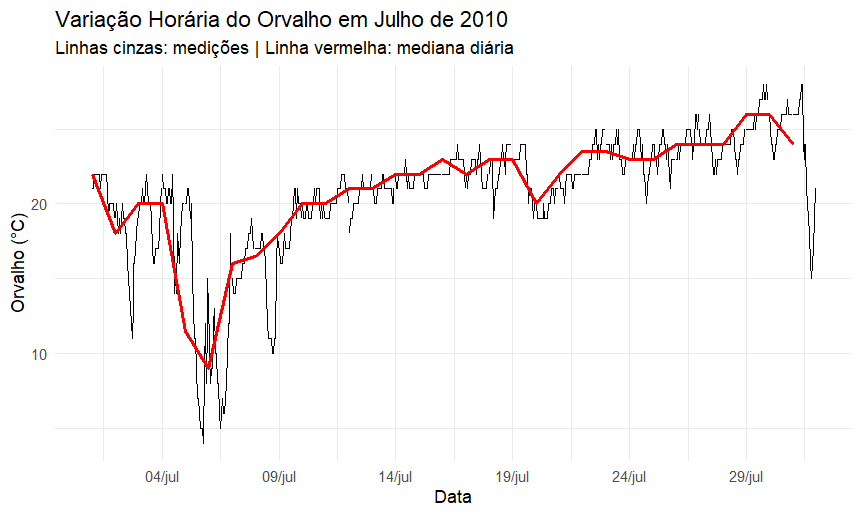 Variação Horária do Orvalho em Julho de 2010
Linhas cinzas: medições | Linha vermelha: mediana diária
Orvalho (°C)
20
10
04/jul
09/jul
14/jul
19/jul
24/jul
29/jul
Data